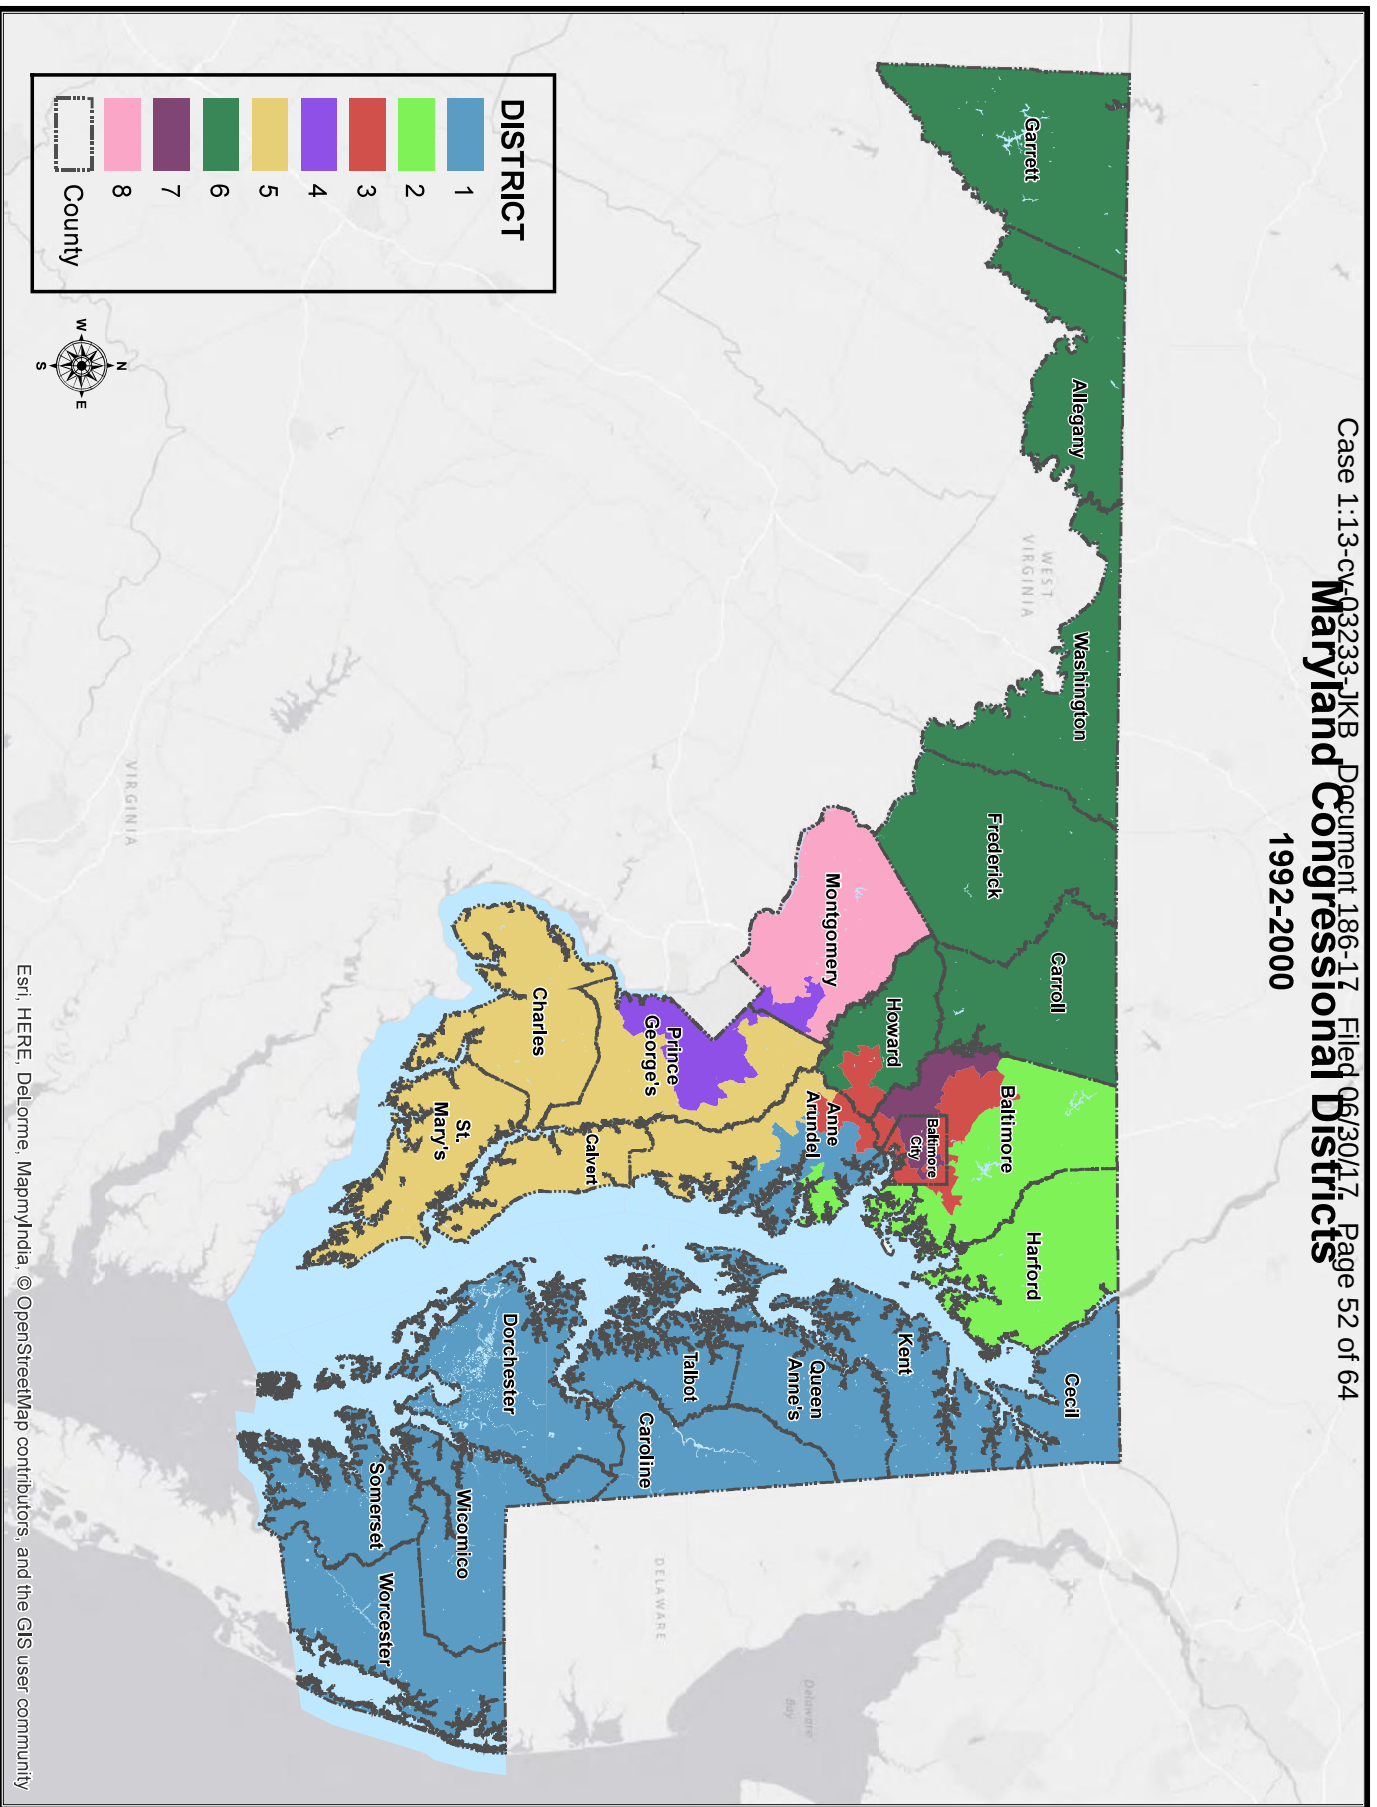 Case 1:13-cv-03233-JKB Document 186-17 Filed 06/30/17 Page 52 of 64
Maryland Congressional Districts
1992-2000
Garrett
Allegany
Washington
Frederick
Carroll
Baltimore
Harford
Cecil
Howard
Baltimore
City
Montgomery
Anne
Arundel
Kent
Queen
Anne's
Prince
George's
Talbot
Caroline
Calvert
Charles
St.
Mary's
Dorchester
Wicomico
Somerset
Worcester
WEST
VIRGINIA
VIRGINIA
DELAWARE
Delaware
Bay
DISTRICT
1
2
3
4
5
6
7
8
County
N
W
E
S
Esri, HERE, DeLorme, MapmyIndia, © OpenStreetMap contributors, and the GIS user community